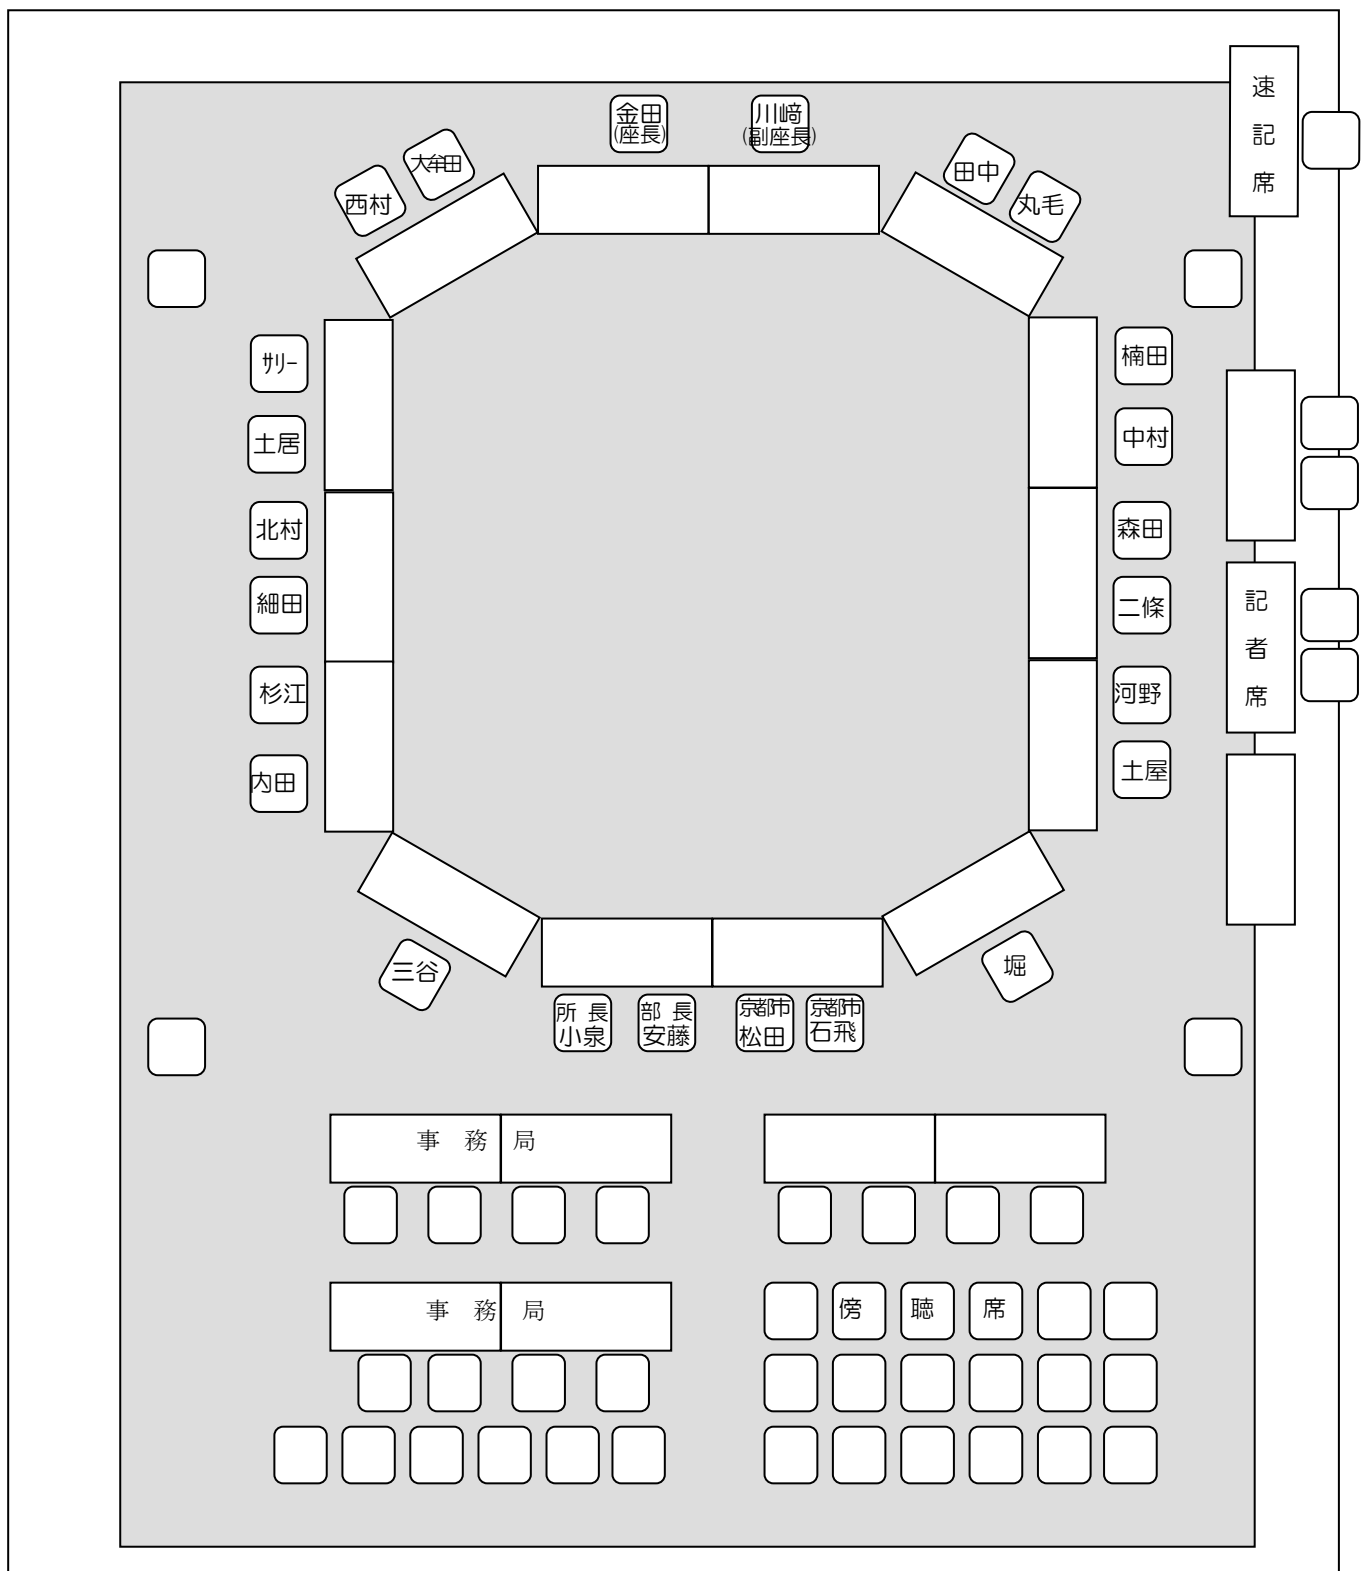 速記席
金田
(座長)
川﨑
(副座長)
大牟田
西村
田中
丸毛
ｻﾘｰ
土居
北村
細田
杉江
内田
楠田
中村
森田
二條
河野
土屋
記者席
三谷
堀
所 長
小泉
部 長
安藤
京都市
松田
京都市
石飛
事 務 局
事 務 局
傍 聴 席